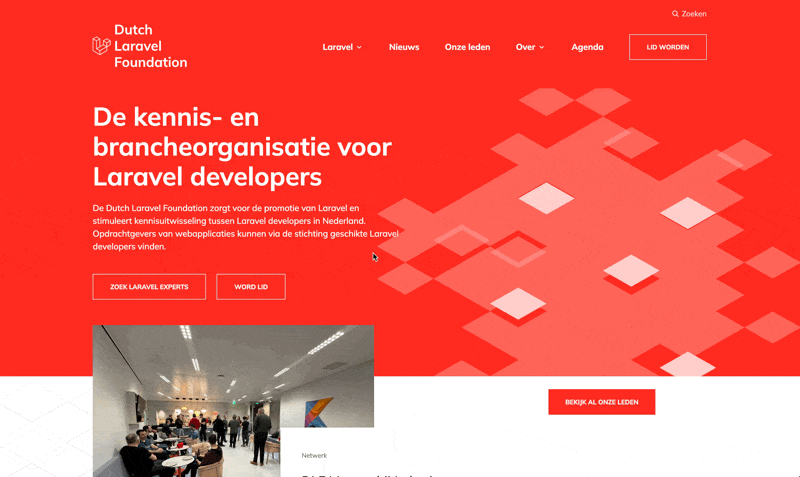 Zoeken
Dutch
Laravel
Foundation
Laravel
Nieuws
Onze leden
Over
Agenda
LID WORDEN
De kennis- en
brancheorganisatie voor
Laravel developers
De Dutch Laravel Foundation zorgt voor de promotie van Laravel en
stimuleert kennisuitwisseling tussen Laravel developers in Nederland.
Opdrachtgevers van webapplicaties kunnen via de stichting geschikte Laravel
developers vinden.
ZOEK LARAVEL EXPERTS
WORD LID
BEKIJK AL ONZE LEDEN
Netwerk